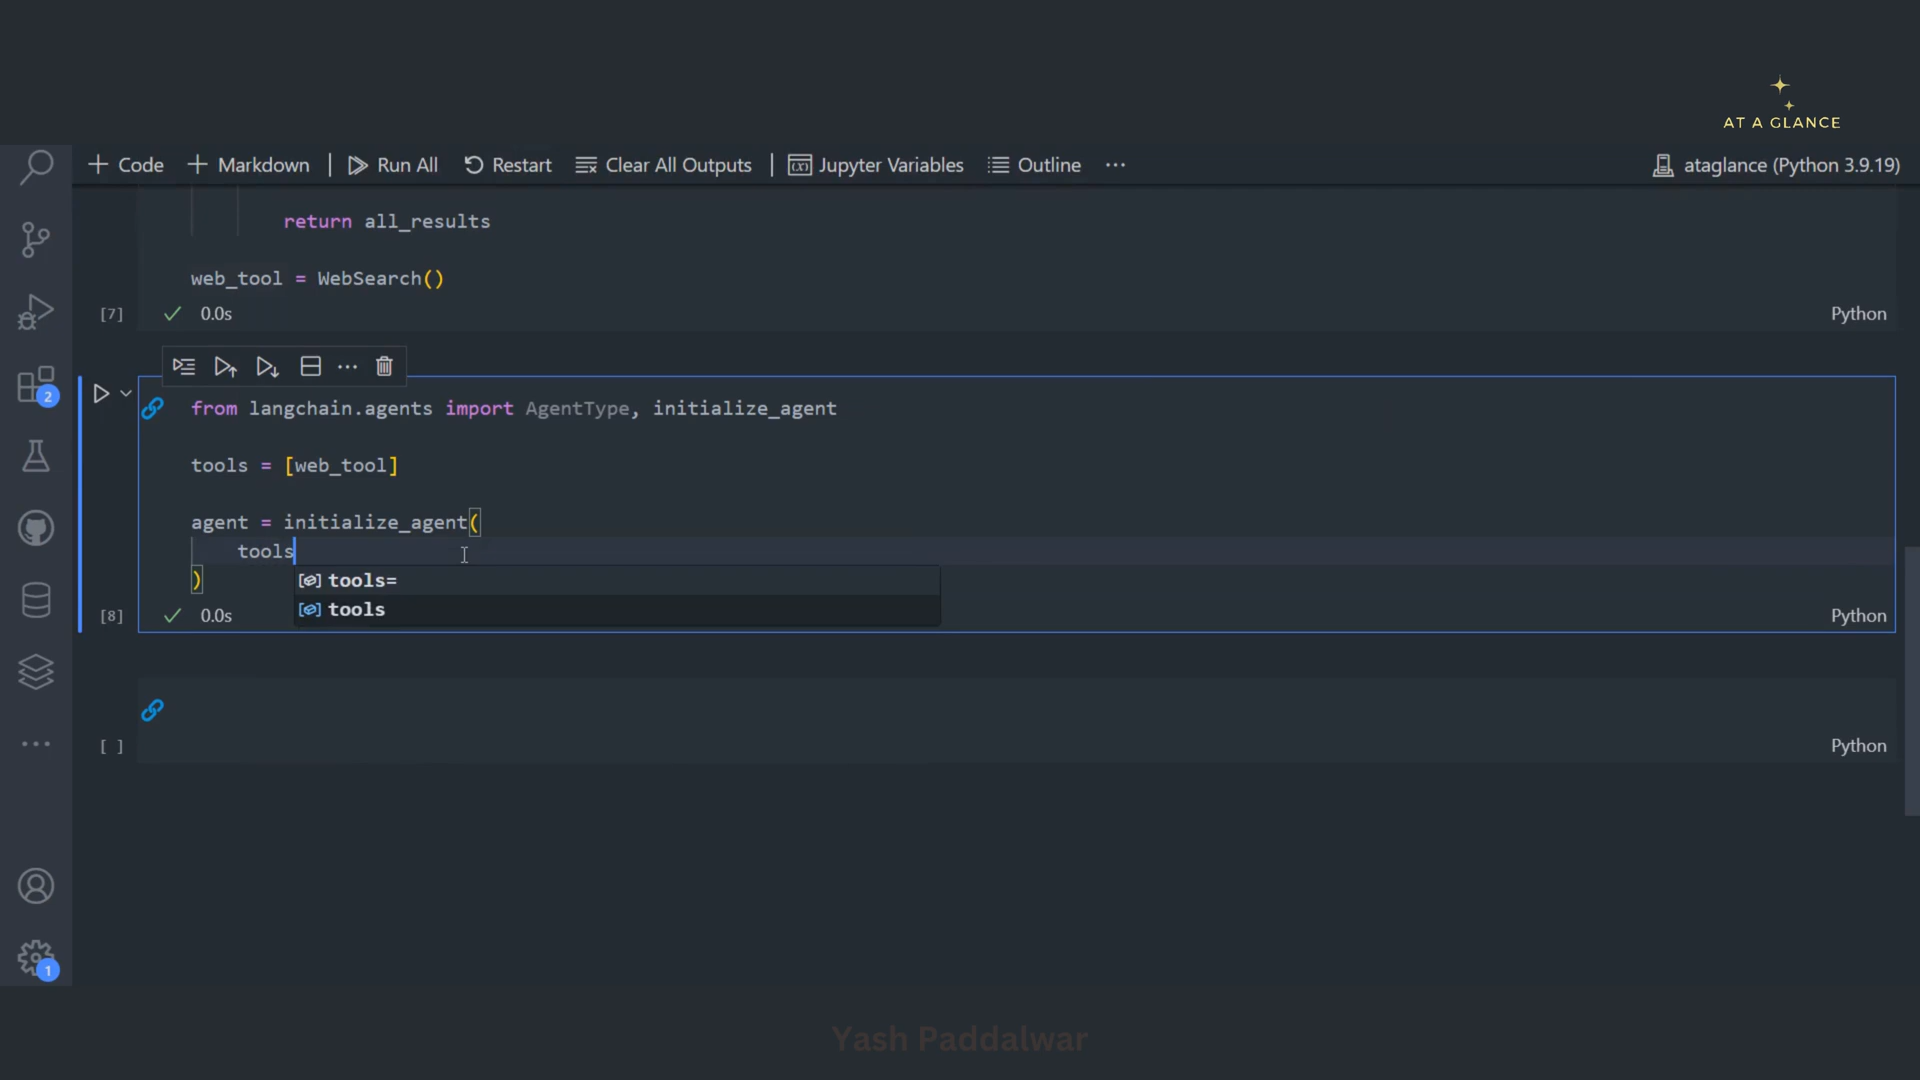 AT A GLANCE
Code Markdown Run All Restart Clear All Outputs Jupyter Variables Outline ... ataglance (Python 3.9.19)
return all_results
web_tool = WebSearch()
[7] 0.0s Python
from langchain.agents import AgentType, initialize_agent
2
tools = [web_tool]
agent = initialize_agent(
tools
)
tools=
tools
[8] 0.0s Python
[ ] Python
1
Yash Paddalwar